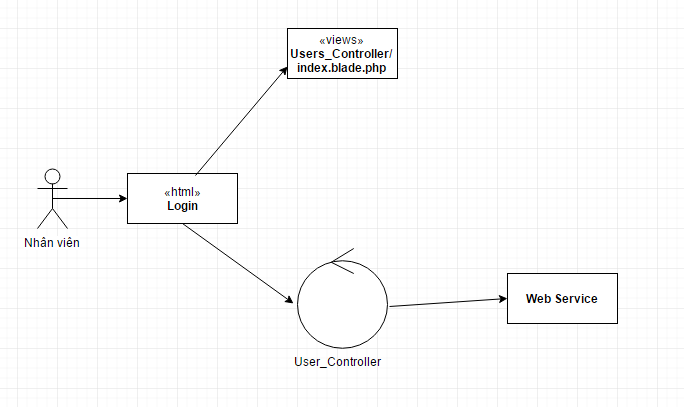 «views»
Users_Controller/
index.blade.php
«html»
Login
Nhân viên
User_Controller
Web Service